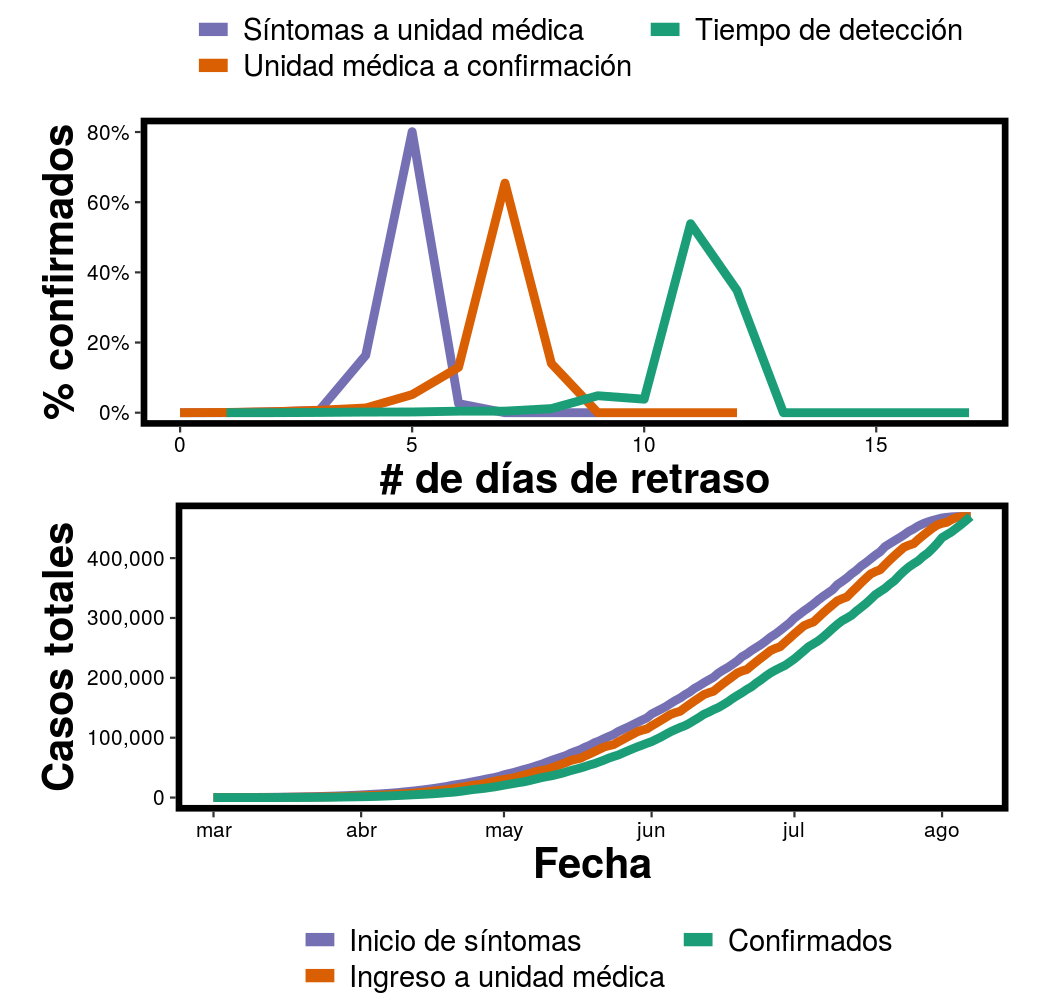 Síntomas a unidad médica
Tiempo de detección
Unidad médica a confirmación
% confirmados
80%
60%
40%
20%
0%
0
5
10
15
# de días de retraso
Casos totales
400,000
300,000
200,000
100,000
0
mar
abr
may
jun
jul
ago
Fecha
Inicio de síntomas
Confirmados
Ingreso a unidad médica